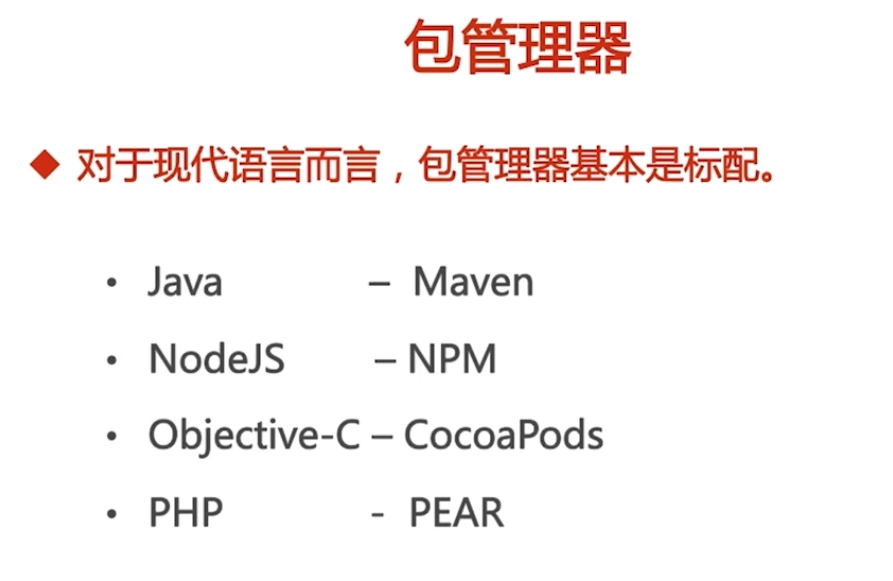 包管理器
◆ 对于现代语言而言，包管理器基本是标配。
• Java – Maven
• NodeJS – NPM
• Objective-C – CocoaPods
• PHP - PEAR